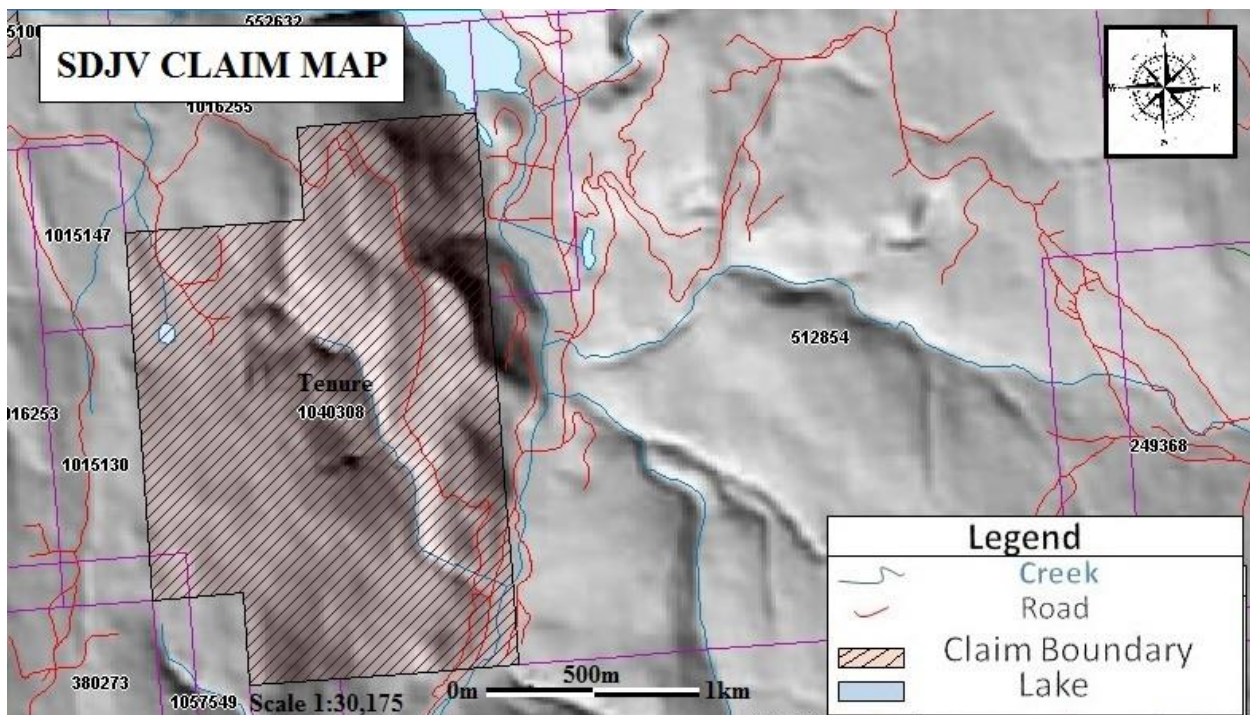 5100
552632
SDJV CLAIM MAP
1016255
N
W
E
1015147
512854
Tenure
1040308
016253
1015130
249368
Legend
Creek
Road
Claim Boundary
Lake
380273
1057549
Scale 1:30,175
0m
500m
1km